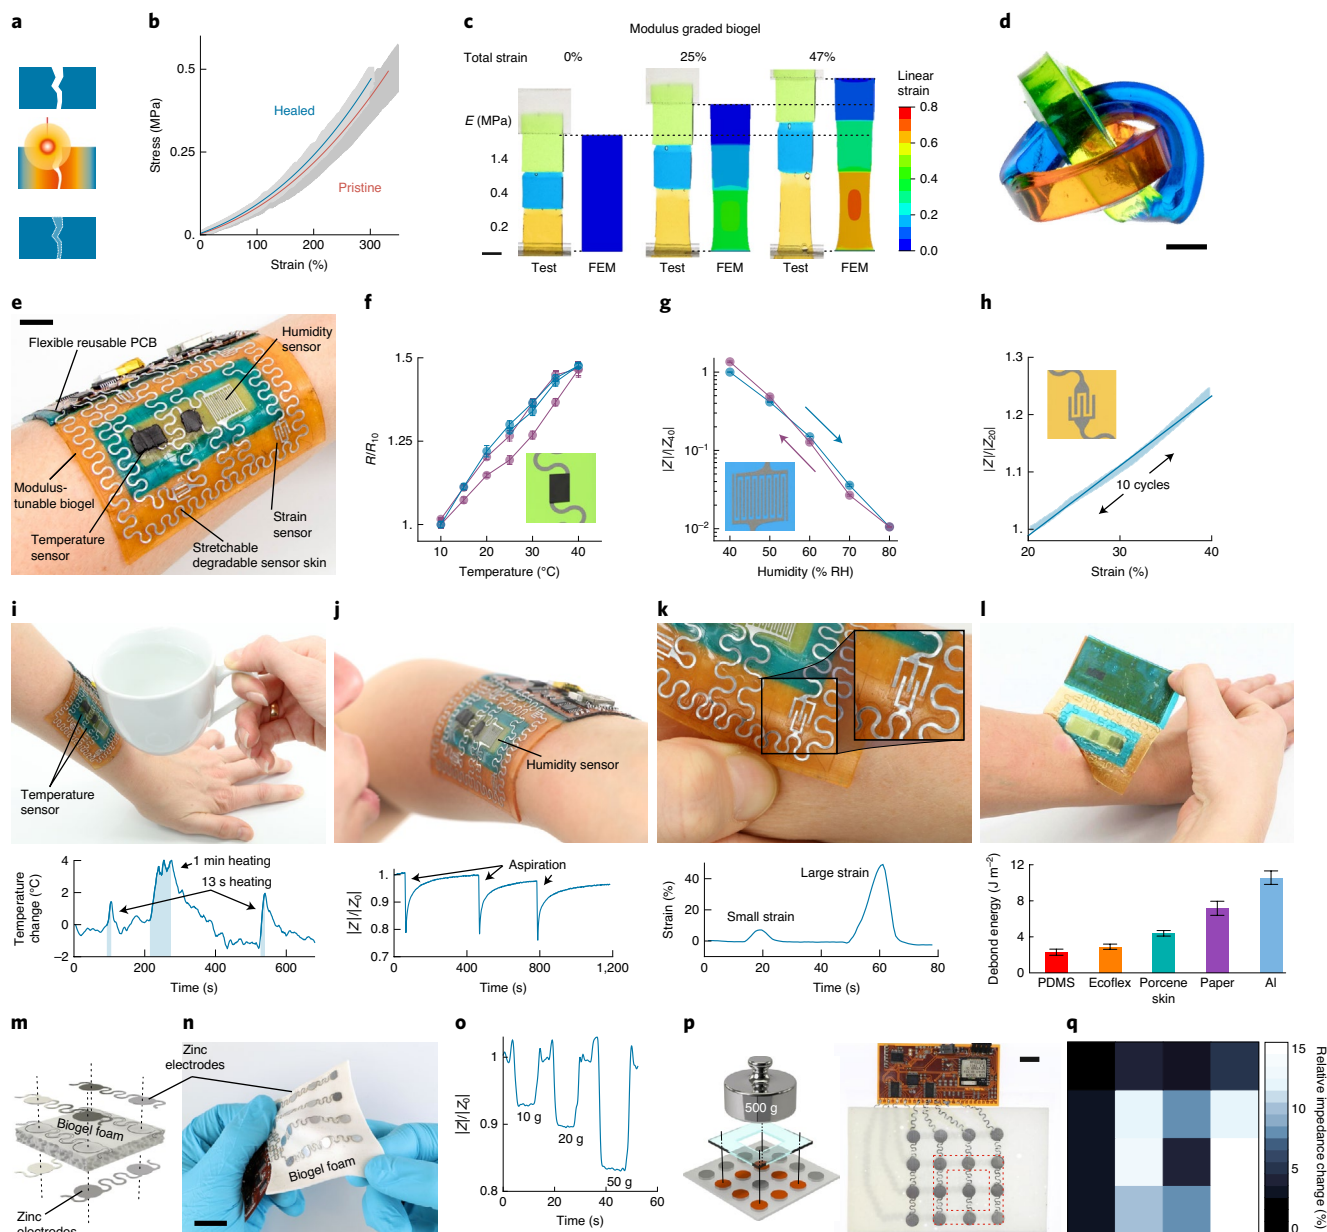 a
b
Stress (MPa)
0.5
0.25
0
Healed
Pristine
0
100
200
300
Strain (%)
c
Modulus graded biogel
Total strain
0%
25%
47%
E (MPa)
1.4
0.4
0.2
Test
FEM
Test
FEM
Test
FEM
Linear
strain
0.8
0.6
0.4
0.2
0.0
d
e
Flexible reusable PCB
Humidity
sensor
Modulus-
tunable biogel
Temperature
sensor
Stretchable
degradable sensor skin
Strain
sensor
f
R/R10
1.5
1.25
1.
10
20
30
40
Temperature (°C)
g
|Z|/|Z40|
1
10–1
10–2
40
50
60
70
80
Humidity (% RH)
h
|Z|/|Z20|
1.3
1.2
1.1
1.
10 cycles
20
30
40
Strain (%)
i
Temperature
sensor
Temperature
change (°C)
4
2
0
–2
1 min heating
13 s heating
0
200
400
600
Time (s)
j
Humidity sensor
|Z|/|Z0|
1
0.9
0.8
0.7
Aspiration
0
400
800
1,200
Time (s)
k
Strain (%)
40
20
0
Small strain
Large strain
0
20
40
60
80
Time (s)
l
Debond energy (J m–2)
12
8
4
0
PDMS
Ecoflex
Porcene
skin
Paper
Al
m
Zinc
electrodes
Biogel foam
Zinc
electrodes
n
Biogel foam
o
|Z|/|Z0|
1
0.9
0.8
10 g
20 g
50 g
0
20
40
60
Time (s)
p
500 g
q
15
10
5
0
Relative impedance change (%)